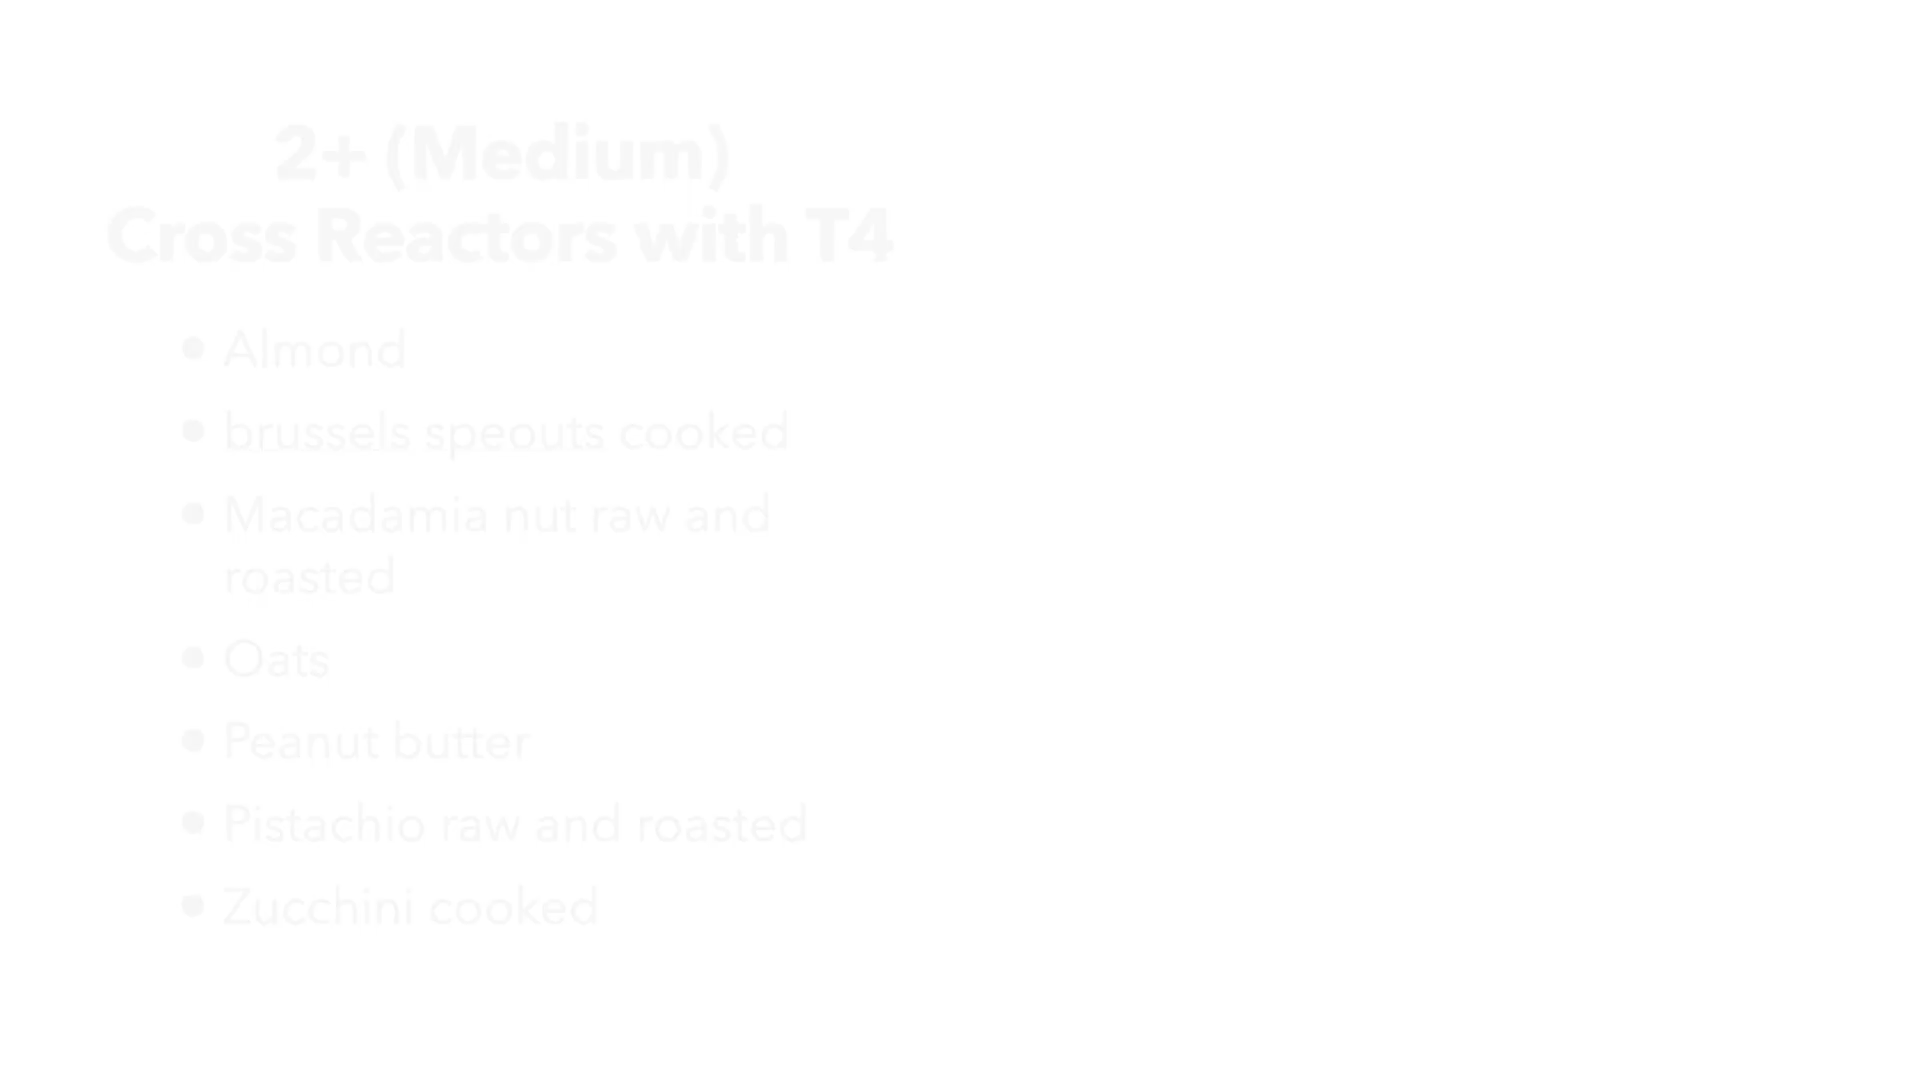 2+ (Medium)
Cross Reactors with T4
• Almond
• brussels speouts cooked
• Macadamia nut raw and
roasted
• Oats
• Peanut butter
• Pistachio raw and roasted
• Zucchini cooked